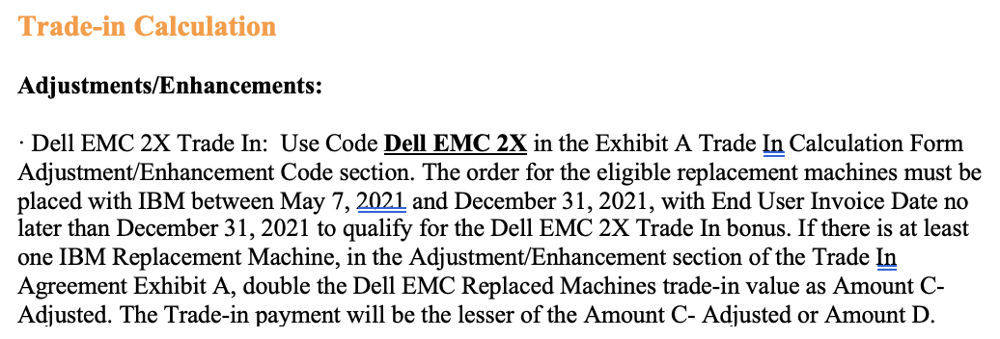 Trade-in Calculation
Adjustments/Enhancements:
· Dell EMC 2X Trade In: Use Code Dell EMC 2X in the Exhibit A Trade In Calculation Form
Adjustment/Enhancement Code section. The order for the eligible replacement machines must be
placed with IBM between May 7, 2021 and December 31, 2021, with End User Invoice Date no
later than December 31, 2021 to qualify for the Dell EMC 2X Trade In bonus. If there is at least
one IBM Replacement Machine, in the Adjustment/Enhancement section of the Trade In
Agreement Exhibit A, double the Dell EMC Replaced Machines trade-in value as Amount C-
Adjusted. The Trade-in payment will be the lesser of the Amount C- Adjusted or Amount D.